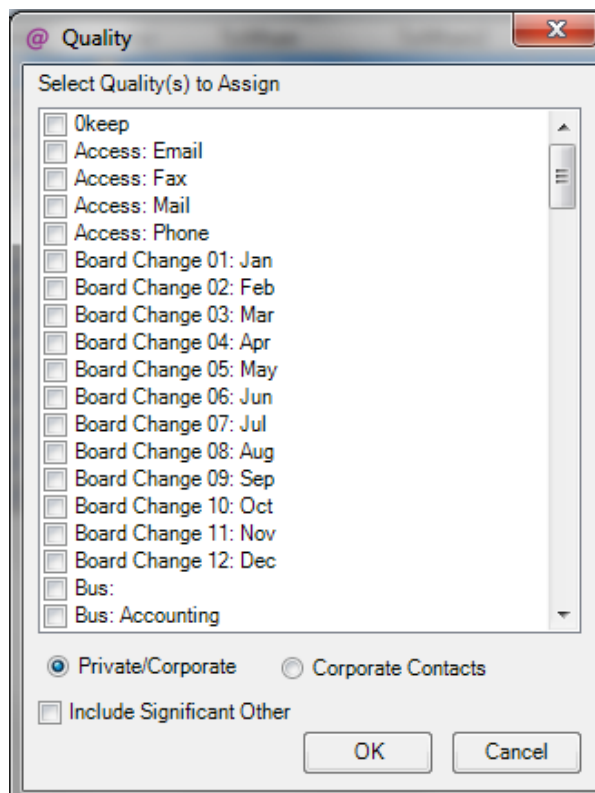 @ Quality
Select Quality(s) to Assign
0keep
Access: Email
Access: Fax
Access: Mail
Access: Phone
Board Change 01: Jan
Board Change 02: Feb
Board Change 03: Mar
Board Change 04: Apr
Board Change 05: May
Board Change 06: Jun
Board Change 07: Jul
Board Change 08: Aug
Board Change 09: Sep
Board Change 10: Oct
Board Change 11: Nov
Board Change 12: Dec
Bus:
Bus: Accounting
Private/Corporate Corporate Contacts
Include Significant Other
OK Cancel